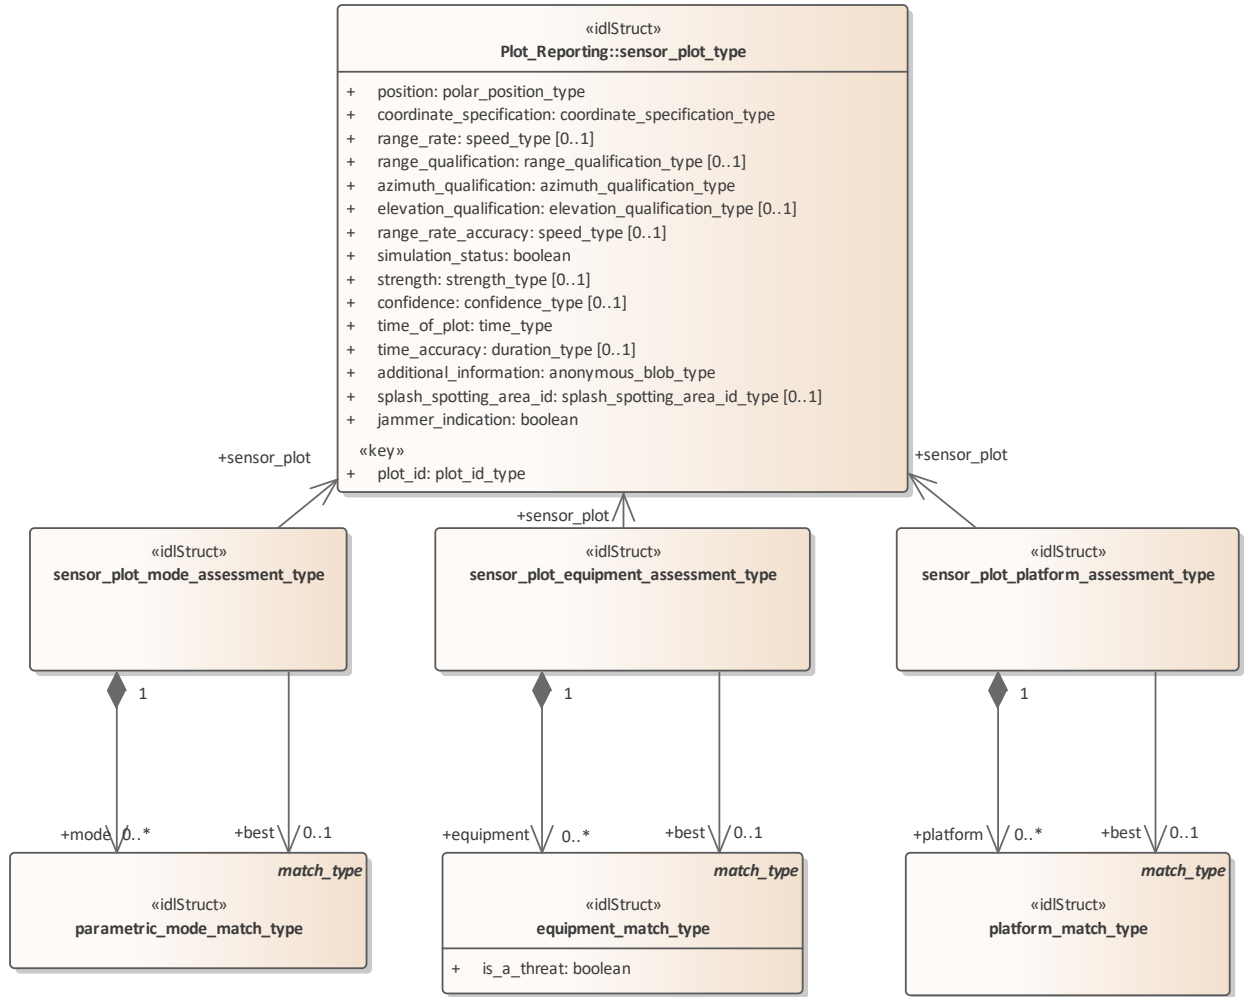 «idlStruct»
Plot_Reporting::sensor_plot_type
+ position: polar_position_type
+ coordinate_specification: coordinate_specification_type
+ range_rate: speed_type [0..1]
+ range_qualification: range_qualification_type [0..1]
+ azimuth_qualification: azimuth_qualification_type
+ elevation_qualification: elevation_qualification_type [0..1]
+ range_rate_accuracy: speed_type [0..1]
+ simulation_status: boolean
+ strength: strength_type [0..1]
+ confidence: confidence_type [0..1]
+ time_of_plot: time_type
+ time_accuracy: duration_type [0..1]
+ additional_information: anonymous_blob_type
+ splash_spotting_area_id: splash_spotting_area_id_type [0..1]
+ jammer_indication: boolean
«key»
+ plot_id: plot_id_type
+sensor_plot
+sensor_plot
+sensor_plot
«idlStruct»
sensor_plot_mode_assessment_type
«idlStruct»
sensor_plot_equipment_assessment_type
«idlStruct»
sensor_plot_platform_assessment_type
1
1
1
+mode 0..*
+best 0..1
+equipment 0..*
+best 0..1
+platform 0..*
+best 0..1
match_type
«idlStruct»
parametric_mode_match_type
match_type
«idlStruct»
equipment_match_type
+ is_a_threat: boolean
match_type
«idlStruct»
platform_match_type